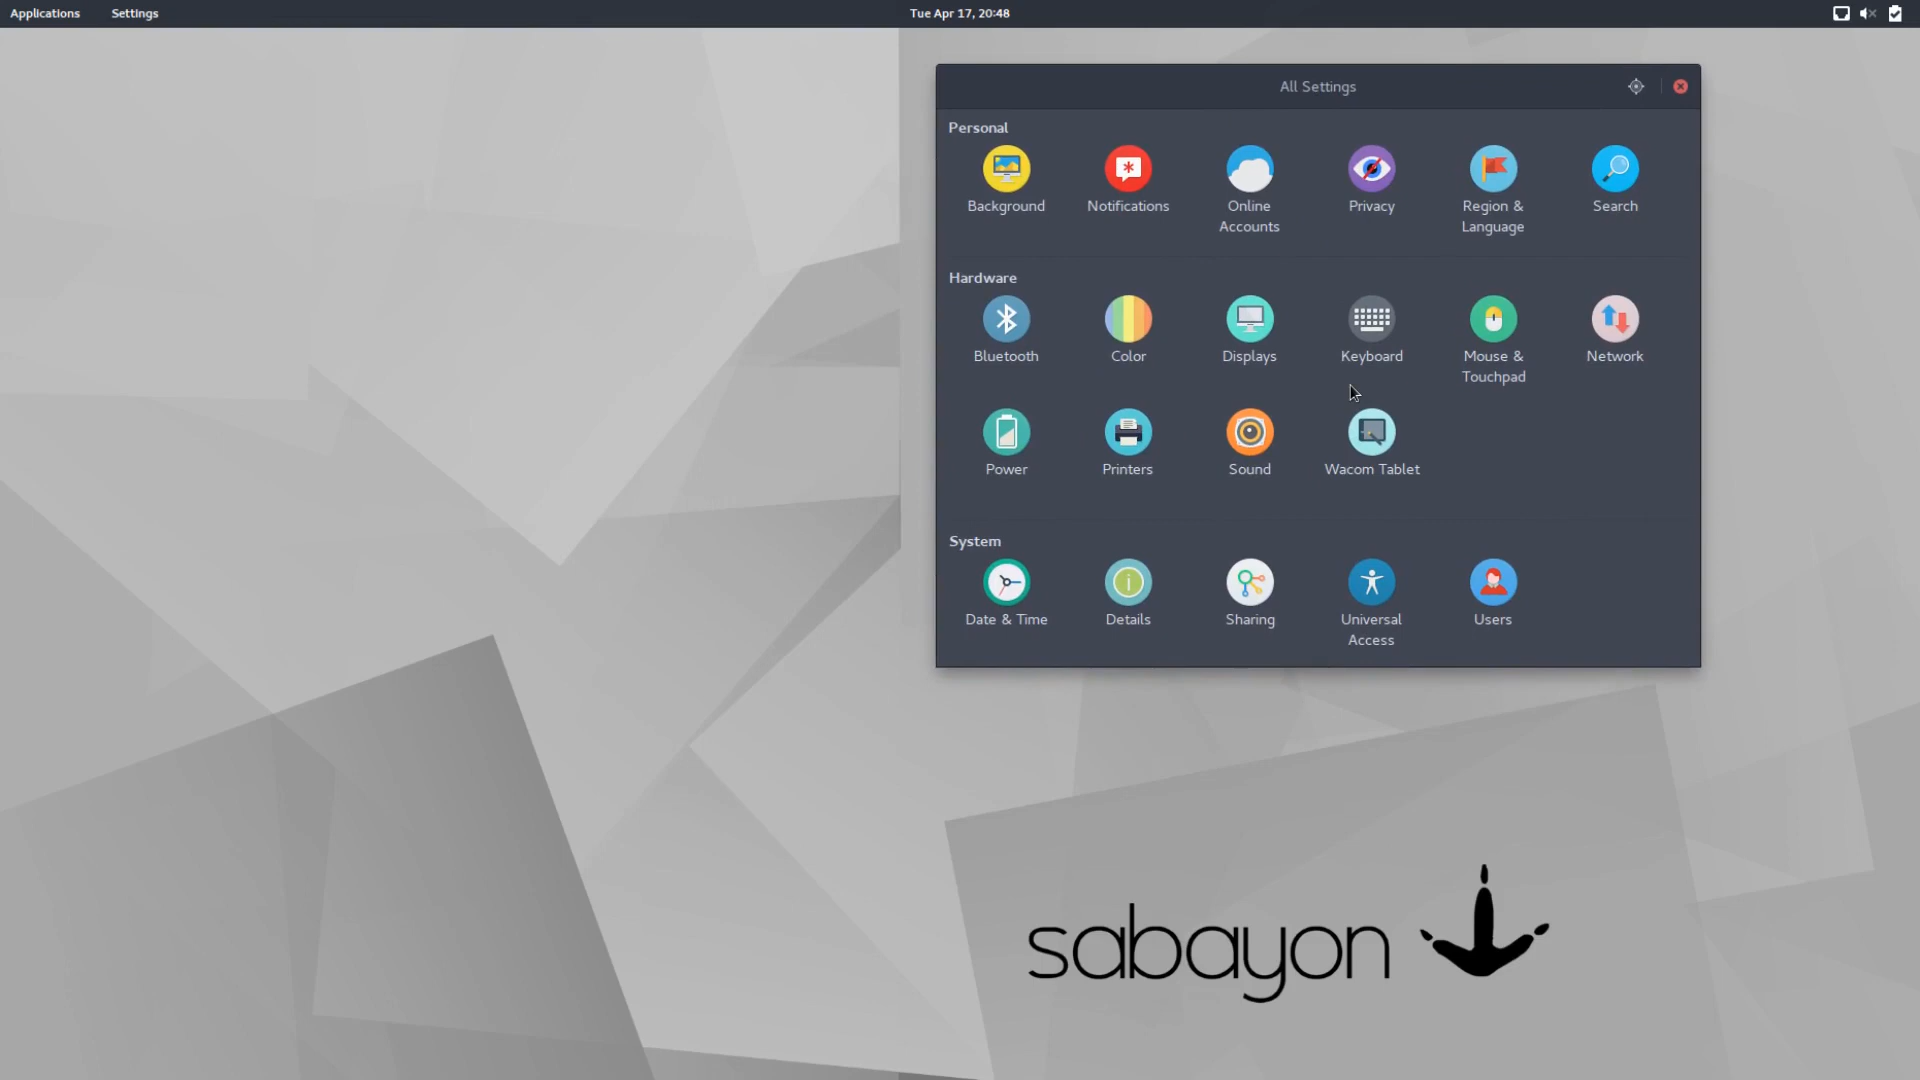 Applications Settings Tue Apr 17, 20:48
All Settings
Personal
Background Notifications Online Accounts Privacy Region & Language Search
Hardware
Bluetooth Color Displays Keyboard Mouse & Touchpad Network
Power Printers Sound Wacom Tablet
System
Date & Time Details Sharing Universal Access Users
sabayon